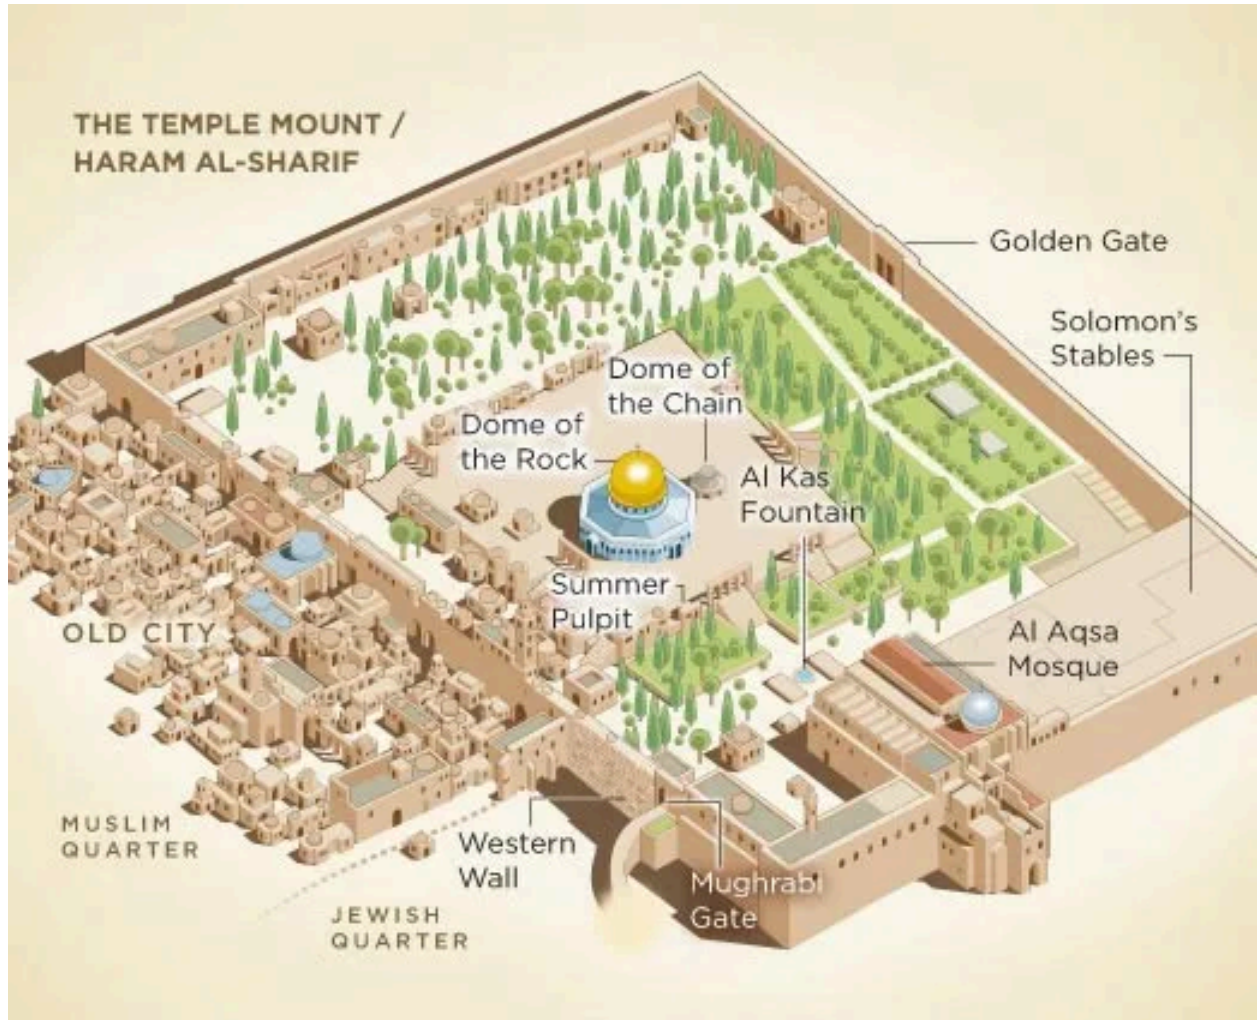 THE TEMPLE MOUNT /
HARAM AL-SHARIF
Golden Gate
Solomon's
Stables
Dome of
the Chain
Dome of
the Rock
Al Kas
Fountain
Summer
Pulpit
OLD CITY
Al Aqsa
Mosque
MUSLIM
QUARTER
Western
Wall
Mughrabi
Gate
JEWISH
QUARTER